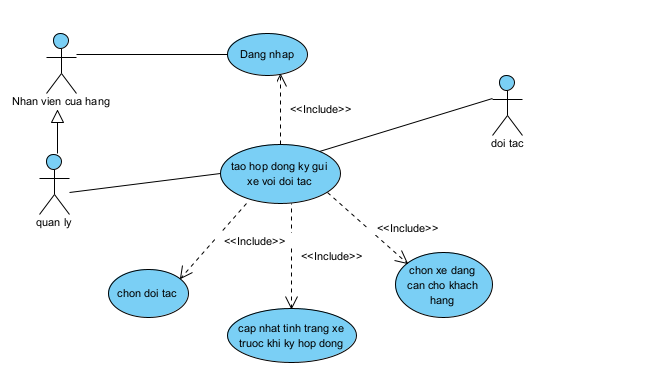 Dang nhap
Nhan vien cua hang
<<Include>>
doi tac
tao hop dong ky gui
xe voi doi tac
quan ly
<<Include>>
<<Include>>
<<Include>>
chon doi tac
chon xe dang
can cho khach
hang
cap nhat tinh trang xe
truoc khi ky hop dong